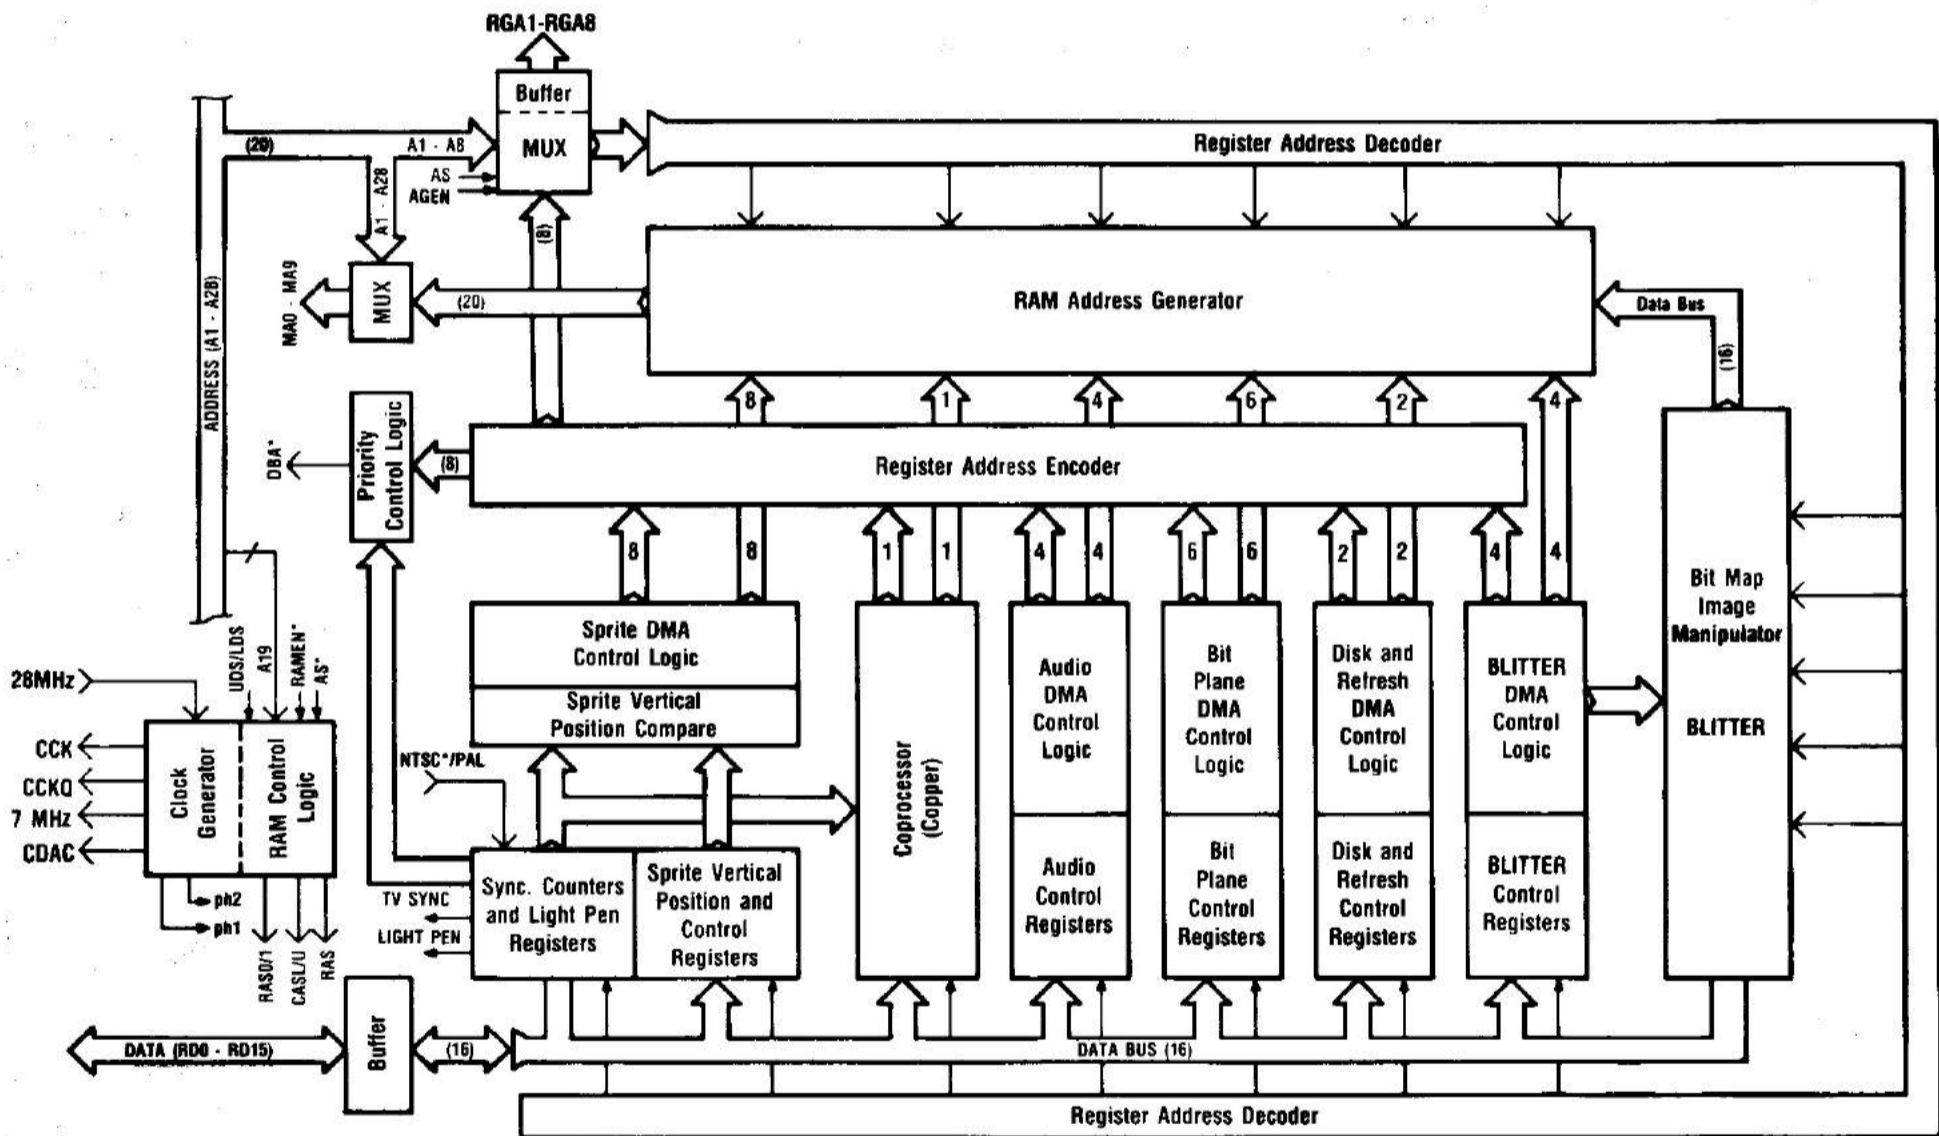 RGA1-RGA8
Buffer
MUX
(20)
A1 - A8
AS
AGEN
A1 - A28
(8)
Register Address Decoder
ADDRESS (A1 - A28)
MA0 - MA9
MUX
(20)
RAM Address Generator
Data Bus
(16)
8
1
4
6
2
4
DBA*
Priority
Control Logic
(8)
Register Address Encoder
8
8
1
1
4
4
6
6
2
2
4
4
28MHz
UDS/LDS
A19
RAMEN*
AS*
CCK
CCKQ
7 MHz
CDAC
Clock
Generator
RAM Control
Logic
ph2
ph1
RAS0/1
CASL/U
RAS
Sprite DMA
Control Logic
Sprite Vertical
Position Compare
NTSC*/PAL
Sync. Counters
and Light Pen
Registers
Sprite Vertical
Position and
Control
Registers
TV SYNC
LIGHT PEN
Coprocessor
(Copper)
Audio
DMA
Control
Logic
Audio
Control
Registers
Bit
Plane
DMA
Control
Logic
Bit
Plane
Control
Registers
Disk and
Refresh
DMA
Control
Logic
Disk and
Refresh
Control
Registers
BLITTER
DMA
Control
Logic
BLITTER
Control
Registers
Bit Map
Image
Manipulator
BLITTER
DATA (RD0 - RD15)
Buffer
(16)
DATA BUS (16)
Register Address Decoder